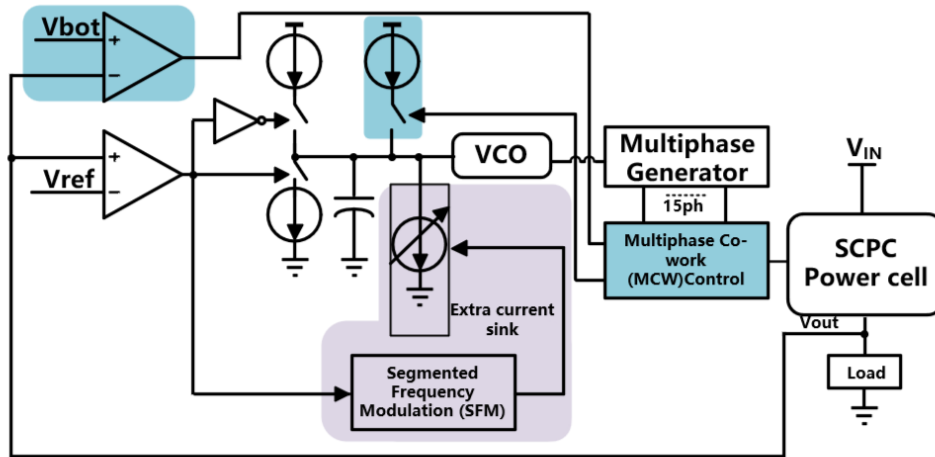 Vbot
+
−
+
Vref
−
VCO
Multiphase
Generator
15ph
Multiphase Co-
work
(MCW)Control
VIN
SCPC
Power cell
Vout
Load
Extra current
sink
Segmented
Frequency
Modulation (SFM)